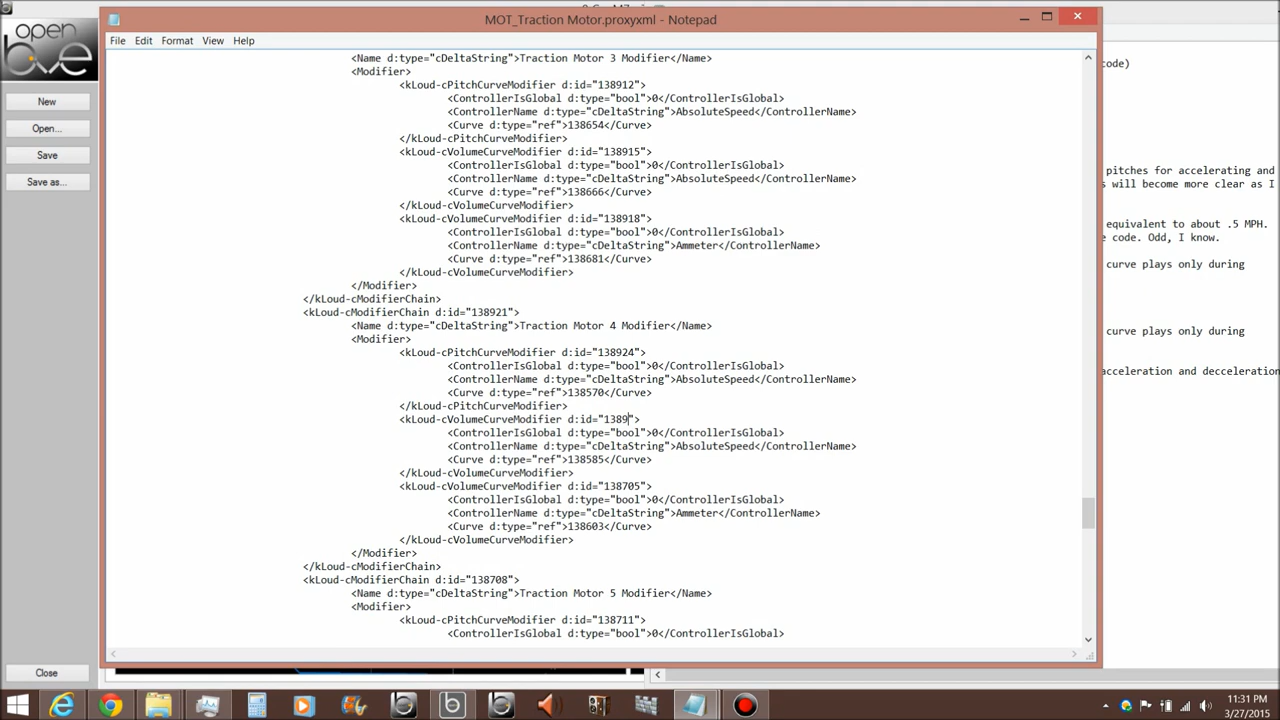 MOT_Traction Motor.proxyxml - Notepad
open
bve
New
Open...
Save
Save as...
Close
File Edit Format View Help
<Name d:type="cDeltaString">Traction Motor 3 Modifier</Name>
<Modifier>
<kLoud-cPitchCurveModifier d:id="138912">
<ControllerIsGlobal d:type="bool">0</ControllerIsGlobal>
<ControllerName d:type="cDeltaString">AbsoluteSpeed</ControllerName>
<Curve d:type="ref">138654</Curve>
</kLoud-cPitchCurveModifier>
<kLoud-cVolumeCurveModifier d:id="138915">
<ControllerIsGlobal d:type="bool">0</ControllerIsGlobal>
<ControllerName d:type="cDeltaString">AbsoluteSpeed</ControllerName>
<Curve d:type="ref">138666</Curve>
</kLoud-cVolumeCurveModifier>
<kLoud-cVolumeCurveModifier d:id="138918">
<ControllerIsGlobal d:type="bool">0</ControllerIsGlobal>
<ControllerName d:type="cDeltaString">Ammeter</ControllerName>
<Curve d:type="ref">138681</Curve>
</kLoud-cVolumeCurveModifier>
</Modifier>
</kLoud-cModifierChain>
<kLoud-cModifierChain d:id="138921">
<Name d:type="cDeltaString">Traction Motor 4 Modifier</Name>
<Modifier>
<kLoud-cPitchCurveModifier d:id="138924">
<ControllerIsGlobal d:type="bool">0</ControllerIsGlobal>
<ControllerName d:type="cDeltaString">AbsoluteSpeed</ControllerName>
<Curve d:type="ref">138570</Curve>
</kLoud-cPitchCurveModifier>
<kLoud-cVolumeCurveModifier d:id="1389">
<ControllerIsGlobal d:type="bool">0</ControllerIsGlobal>
<ControllerName d:type="cDeltaString">AbsoluteSpeed</ControllerName>
<Curve d:type="ref">138585</Curve>
</kLoud-cVolumeCurveModifier>
<kLoud-cVolumeCurveModifier d:id="138705">
<ControllerIsGlobal d:type="bool">0</ControllerIsGlobal>
<ControllerName d:type="cDeltaString">Ammeter</ControllerName>
<Curve d:type="ref">138603</Curve>
</kLoud-cVolumeCurveModifier>
</Modifier>
</kLoud-cModifierChain>
<kLoud-cModifierChain d:id="138708">
<Name d:type="cDeltaString">Traction Motor 5 Modifier</Name>
<Modifier>
<kLoud-cPitchCurveModifier d:id="138711">
<ControllerIsGlobal d:type="bool">0</ControllerIsGlobal>
code)
pitches for accelerating and
s will become more clear as I
equivalent to about .5 MPH.
e code. Odd, I know.
curve plays only during
curve plays only during
acceleration and decceleration
11:31 PM
3/27/2015